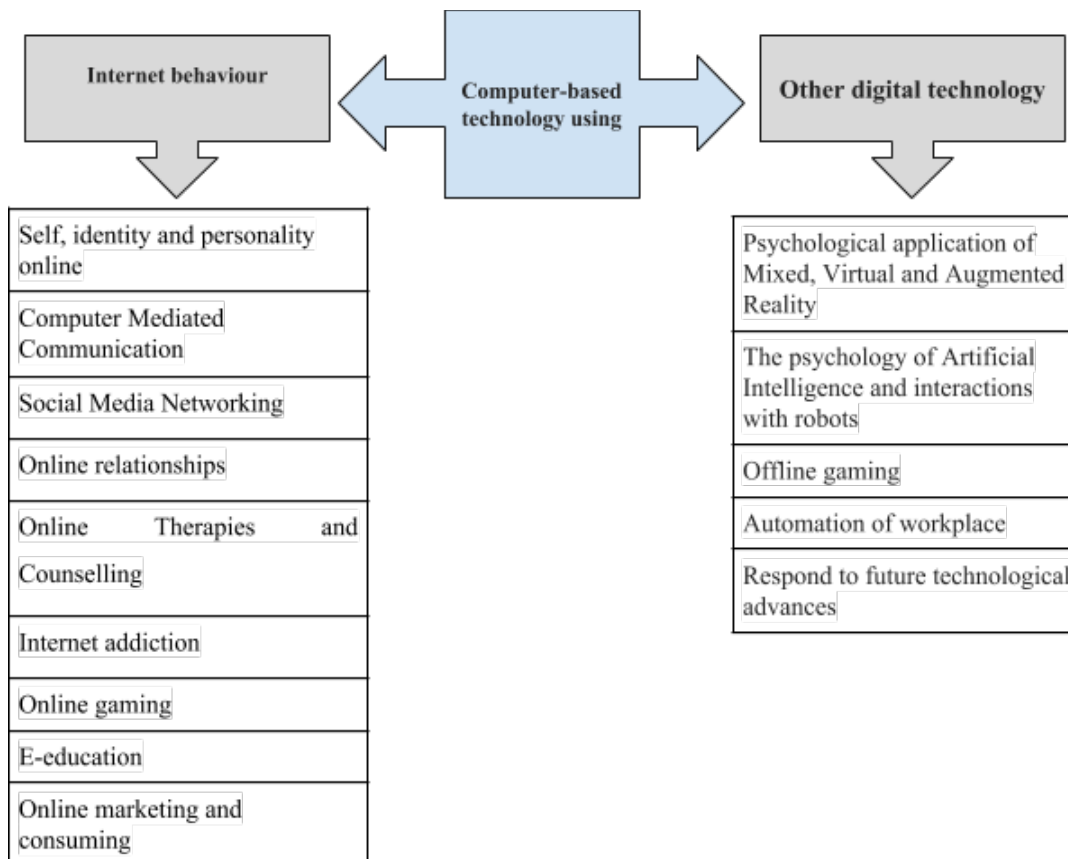 Internet behaviour
Computer-based
technology using
Other digital technology
Self, identity and personality
online
Computer Mediated
Communication
Social Media Networking
Online relationships
Online Therapies and
Counselling
Internet addiction
Online gaming
E-education
Online marketing and
consuming
Psychological application of
Mixed, Virtual and Augmented
Reality
The psychology of Artificial
Intelligence and interactions
with robots
Offline gaming
Automation of workplace
Respond to future technological
advances